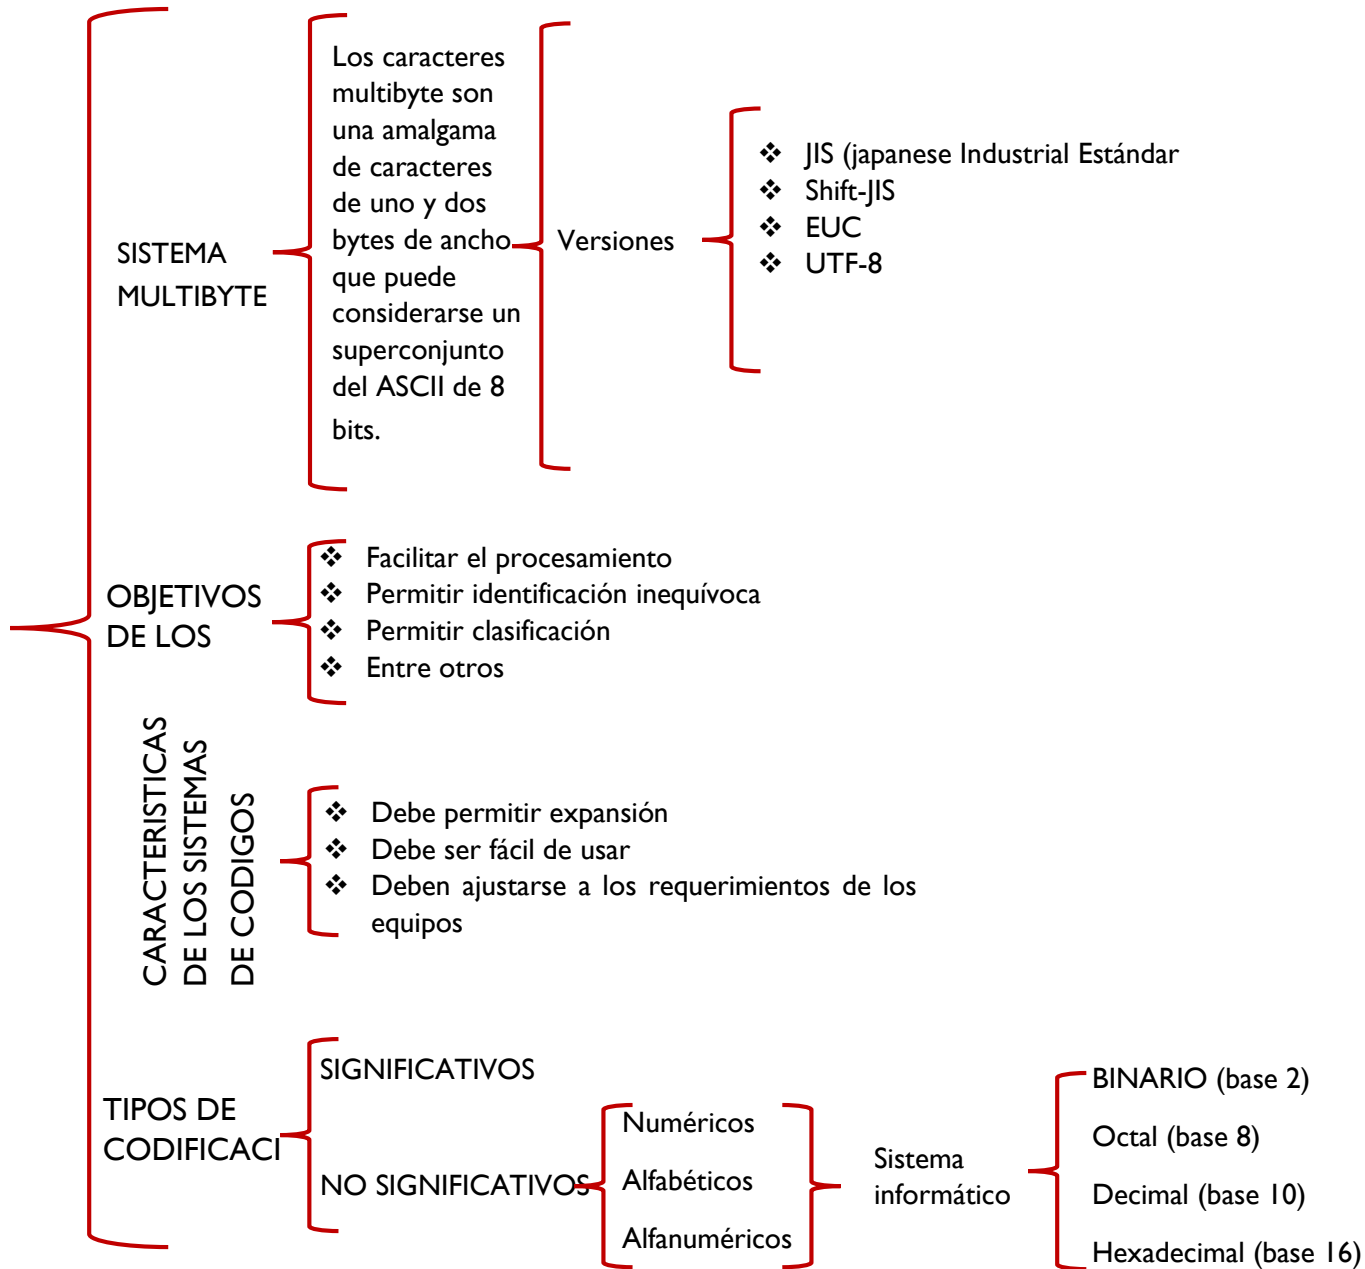 SISTEMA
MULTIBYTE
Los caracteres
multibyte son
una amalgama
de caracteres
de uno y dos
bytes de ancho
que puede
considerarse un
superconjunto
del ASCII de 8
bits.
Versiones
❖ JIS (japanese Industrial Estándar
❖ Shift-JIS
❖ EUC
❖ UTF-8
OBJETIVOS
DE LOS
❖ Facilitar el procesamiento
❖ Permitir identificación inequívoca
❖ Permitir clasificación
❖ Entre otros
CARACTERISTICAS
DE LOS SISTEMAS
DE CODIGOS
❖ Debe permitir expansión
❖ Debe ser fácil de usar
❖ Deben ajustarse a los requerimientos de los
equipos
TIPOS DE
CODIFICACI
SIGNIFICATIVOS
NO SIGNIFICATIVOS
Numéricos
Alfabéticos
Alfanuméricos
Sistema
informático
BINARIO (base 2)
Octal (base 8)
Decimal (base 10)
Hexadecimal (base 16)